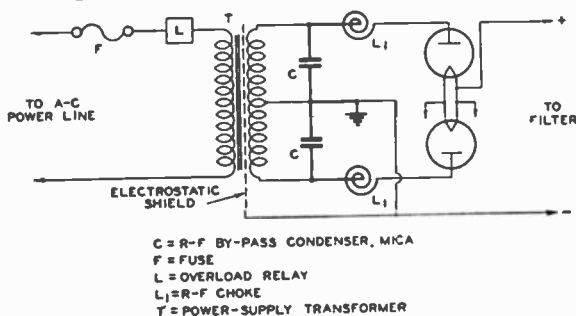 T
F
L
L₁
+
C
TO A-C
POWER LINE
TO
FILTER
C
L₁
ELECTROSTATIC
SHIELD
−
C = R-F BY-PASS CONDENSER, MICA
F = FUSE
L = OVERLOAD RELAY
L₁ = R-F CHOKE
T = POWER-SUPPLY TRANSFORMER